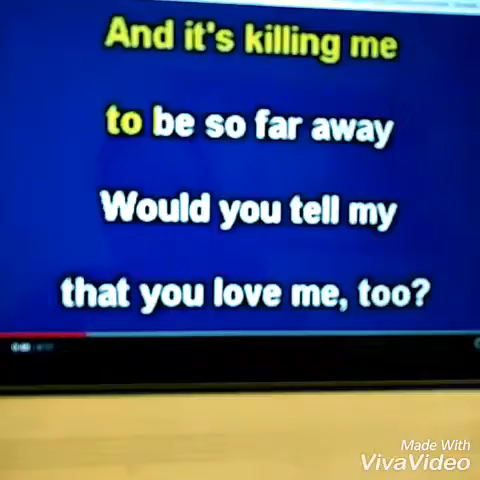 And it's killing me
to be so far away
Would you tell my
that you love me, too?
Made With
VivaVideo